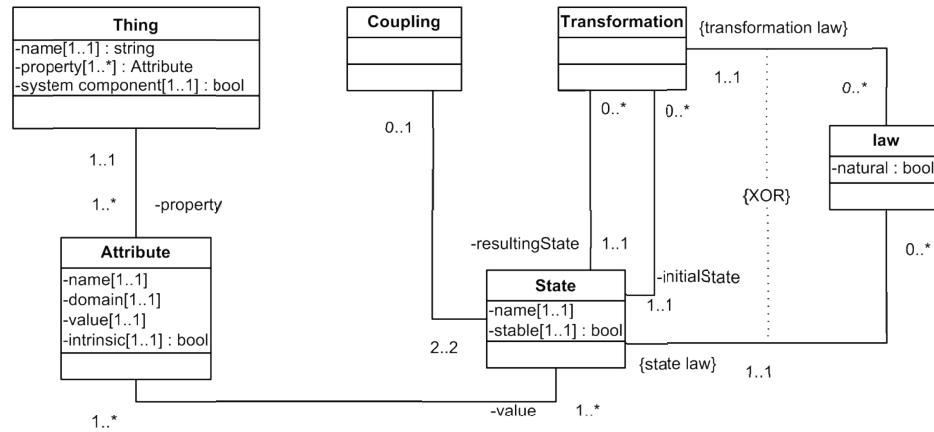 Thing
-name[1..1] : string
-property[1..*] : Attribute
-system component[1..1] : bool
Coupling
Transformation
{transformation law}
1..1
0..*
0..*
0..*
0..1
law
-natural : bool
1..1
1..*
-property
{XOR}
-resultingState
1..1
0..*
Attribute
-name[1..1]
-domain[1..1]
-value[1..1]
-intrinsic[1..1] : bool
State
-name[1..1]
-stable[1..1] : bool
-initialState
1..1
2..2
{state law}
1..1
1..*
-value
1..*